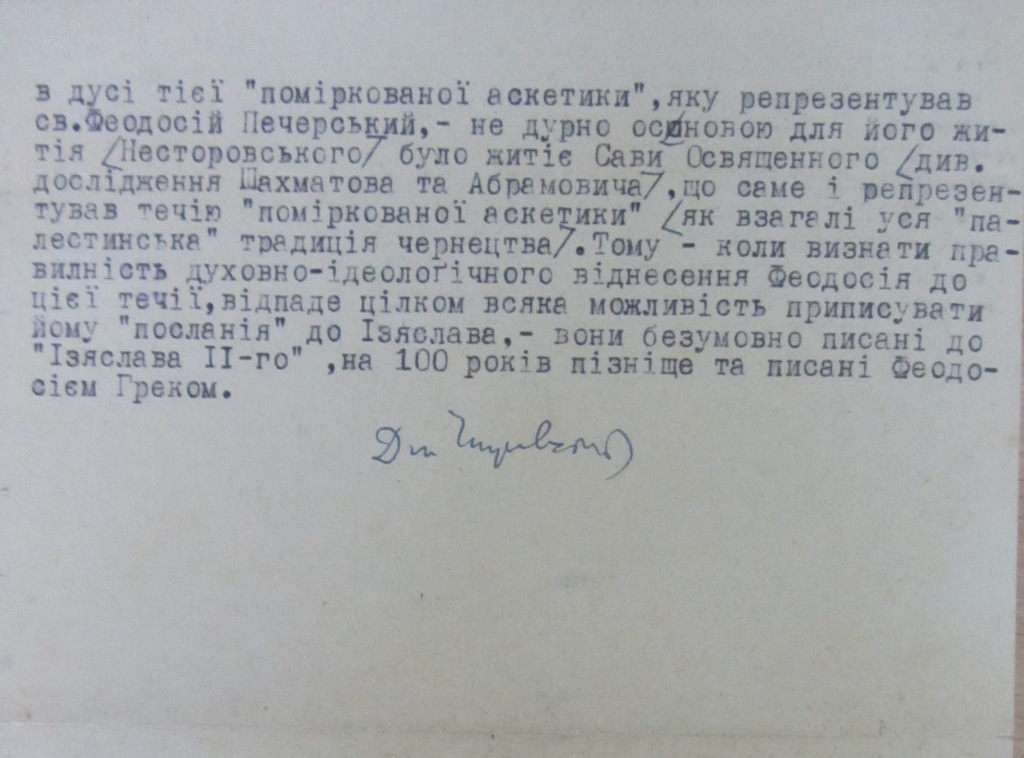 в дусі тієї "поміркованої аскетики",яку репрезентував
св.Феодосій Печерський,- не дурно основою для його жи-
тія /Несторовського/ було житіє Сави Освященного /див.
дослідження Шахматова та Абрамовича/,що саме і репрезен-
тував течію "поміркованої аскетики" /як взагалі уся "па-
лестинська" традиція чернецтва/.Тому - коли визнати пра-
вилність духовно-ідеолоґічного віднесення Феодосія до
цієї течії,відпаде цілком всяка можливість приписувати
йому "посланія" до Ізяслава,- вони безумовно писані до
"Ізяслава ІІ-го" ,на 100 років пізніще та писані Феодо-
сієм Греком.